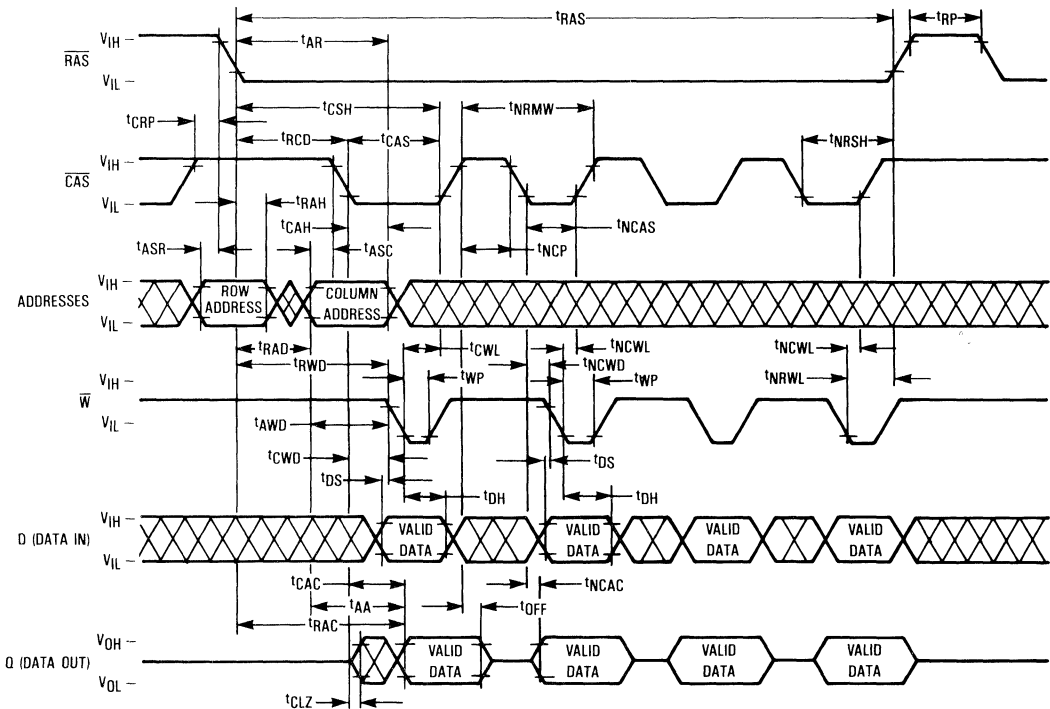 tRAS
tRP
VIH
RAS
VIL
tAR
tCSH
tNRMW
tCRP
tRCD
tCAS
tNRSH
VIH
CAS
VIL
tRAH
tCAH
tNCAS
tASR
tASC
tNCP
VIH
ADDRESSES
VIL
ROW
ADDRESS
COLUMN
ADDRESS
tRAD
tCWL
tNCWL
tNCWL
tRWD
tNCWD
tWP
tWP
tNRWL
VIH
W
VIL
tAWD
tCWD
tDS
tDS
tDH
tDH
VIH
D (DATA IN)
VIL
VALID
DATA
VALID
DATA
VALID
DATA
VALID
DATA
tCAC
tNCAC
tAA
tOFF
tRAC
VOH
Q (DATA OUT)
VOL
VALID
DATA
VALID
DATA
VALID
DATA
VALID
DATA
tCLZ